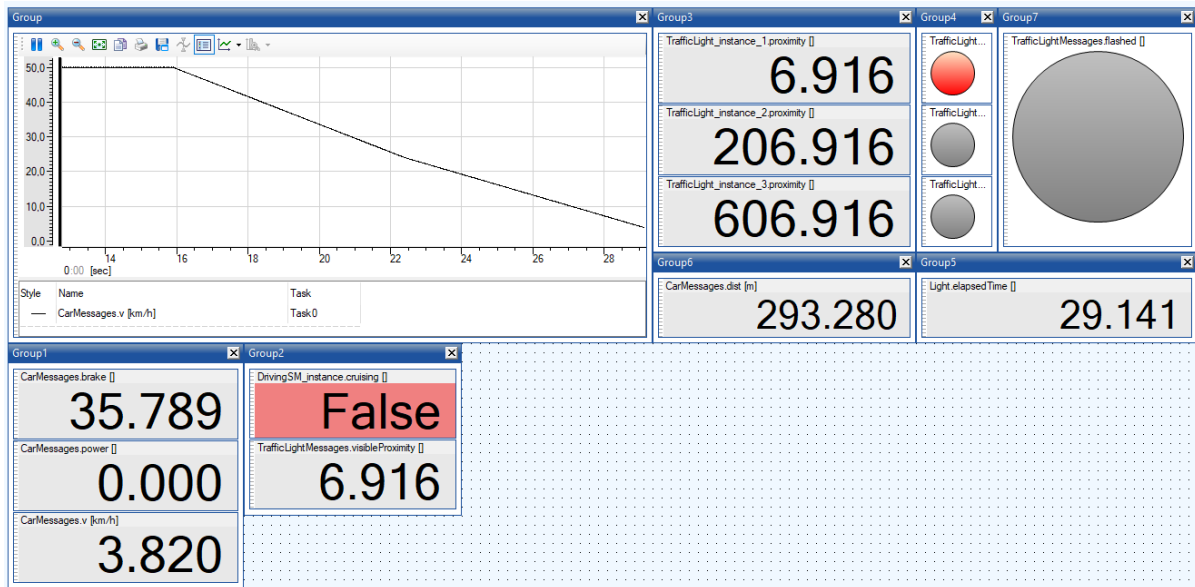 Group
50.0
40.0
30.0
20.0
10.0
0.0
14 16 18 20 22 24 26 28
0:00 [sec]
Style Name Task
CarMessages.v [km/h] Task0
Group3
TrafficLight_instance_1.proximity []
6.916
TrafficLight_instance_2.proximity []
206.916
TrafficLight_instance_3.proximity []
606.916
Group4
TrafficLight...
TrafficLight...
TrafficLight...
Group7
TrafficLightMessages.flashed []
Group6
CarMessages.dist [m]
293.280
Group5
Light.elapsedTime []
29.141
Group1
CarMessages.brake []
35.789
CarMessages.power []
0.000
CarMessages.v [km/h]
3.820
Group2
DrivingSM_instance.cruising []
False
TrafficLightMessages.visibleProximity []
6.916